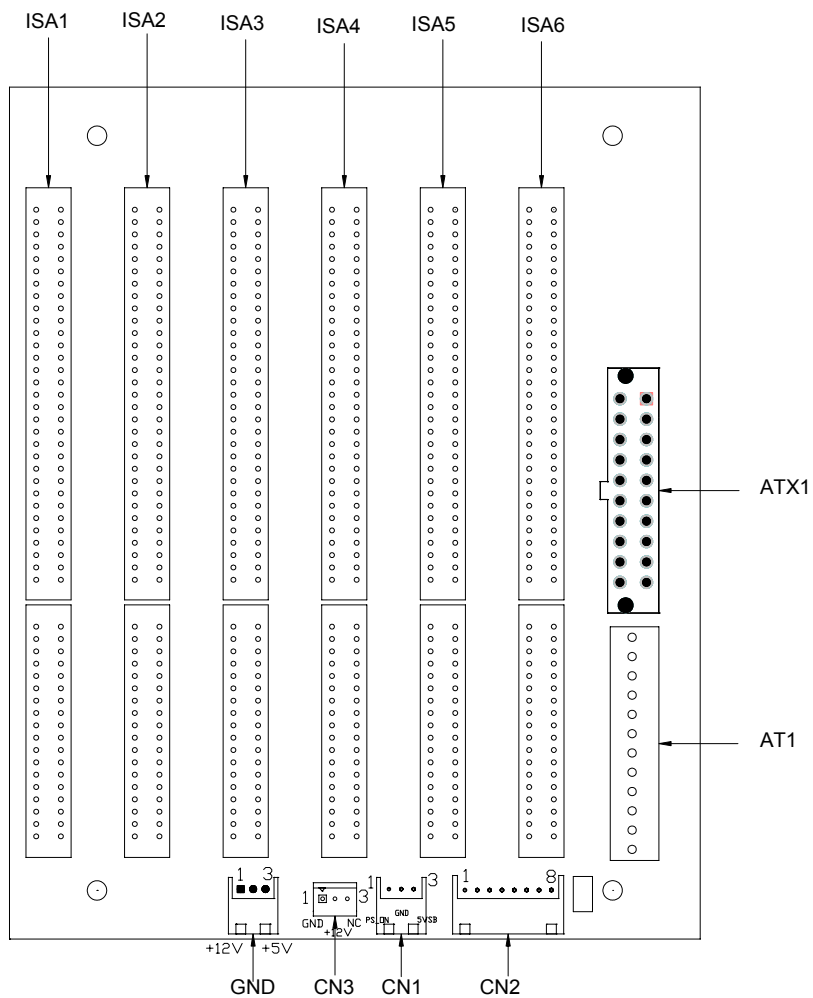 ISA1 ISA2 ISA3 ISA4 ISA5 ISA6
ATX1
AT1
1 3
1 3
1 3
1 8
GND +12V NC
PS_ON GND 5VSB
+12V +5V
GND CN3 CN1 CN2